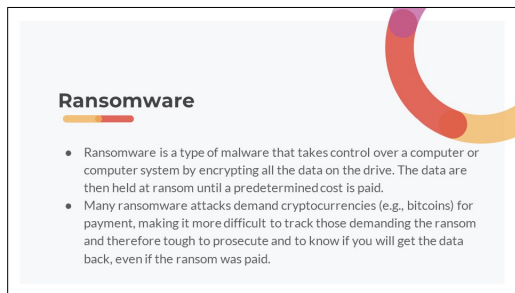 Ransomware
● Ransomware is a type of malware that takes control over a computer or
computer system by encrypting all the data on the drive. The data are
then held at ransom until a predetermined cost is paid.
● Many ransomware attacks demand cryptocurrencies (e.g., bitcoins) for
payment, making it more difficult to track those demanding the ransom
and therefore tough to prosecute and to know if you will get the data
back, even if the ransom was paid.